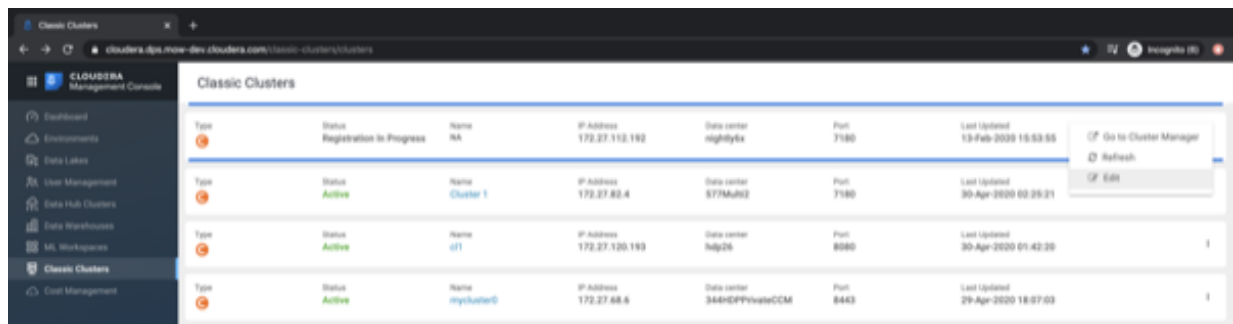 Classic Clusters
cloudera.dps.mow-dev.cloudera.com/classic-clusters/clusters
Incognito (6)
CLOUDERA
Management Console
Classic Clusters
Dashboard
Environments
Data Lakes
User Management
Data Hub Clusters
Data Warehouses
ML Workspaces
Classic Clusters
Cost Management
Type Status Name IP Address Data center Port Last Updated
Registration In Progress NA 172.27.112.192 nightly6x 7180 13-Feb-2020 15:53:55
Go to Cluster Manager
Refresh
Edit
Type Status Name IP Address Data center Port Last Updated
Active Cluster 1 172.27.82.4 577Multi2 7180 30-Apr-2020 02:25:21
Type Status Name IP Address Data center Port Last Updated
Active cl1 172.27.120.193 hdp26 8080 30-Apr-2020 01:42:20
Type Status Name IP Address Data center Port Last Updated
Active mycluster0 172.27.68.6 344HDPPrivateCCM 8443 29-Apr-2020 18:07:03